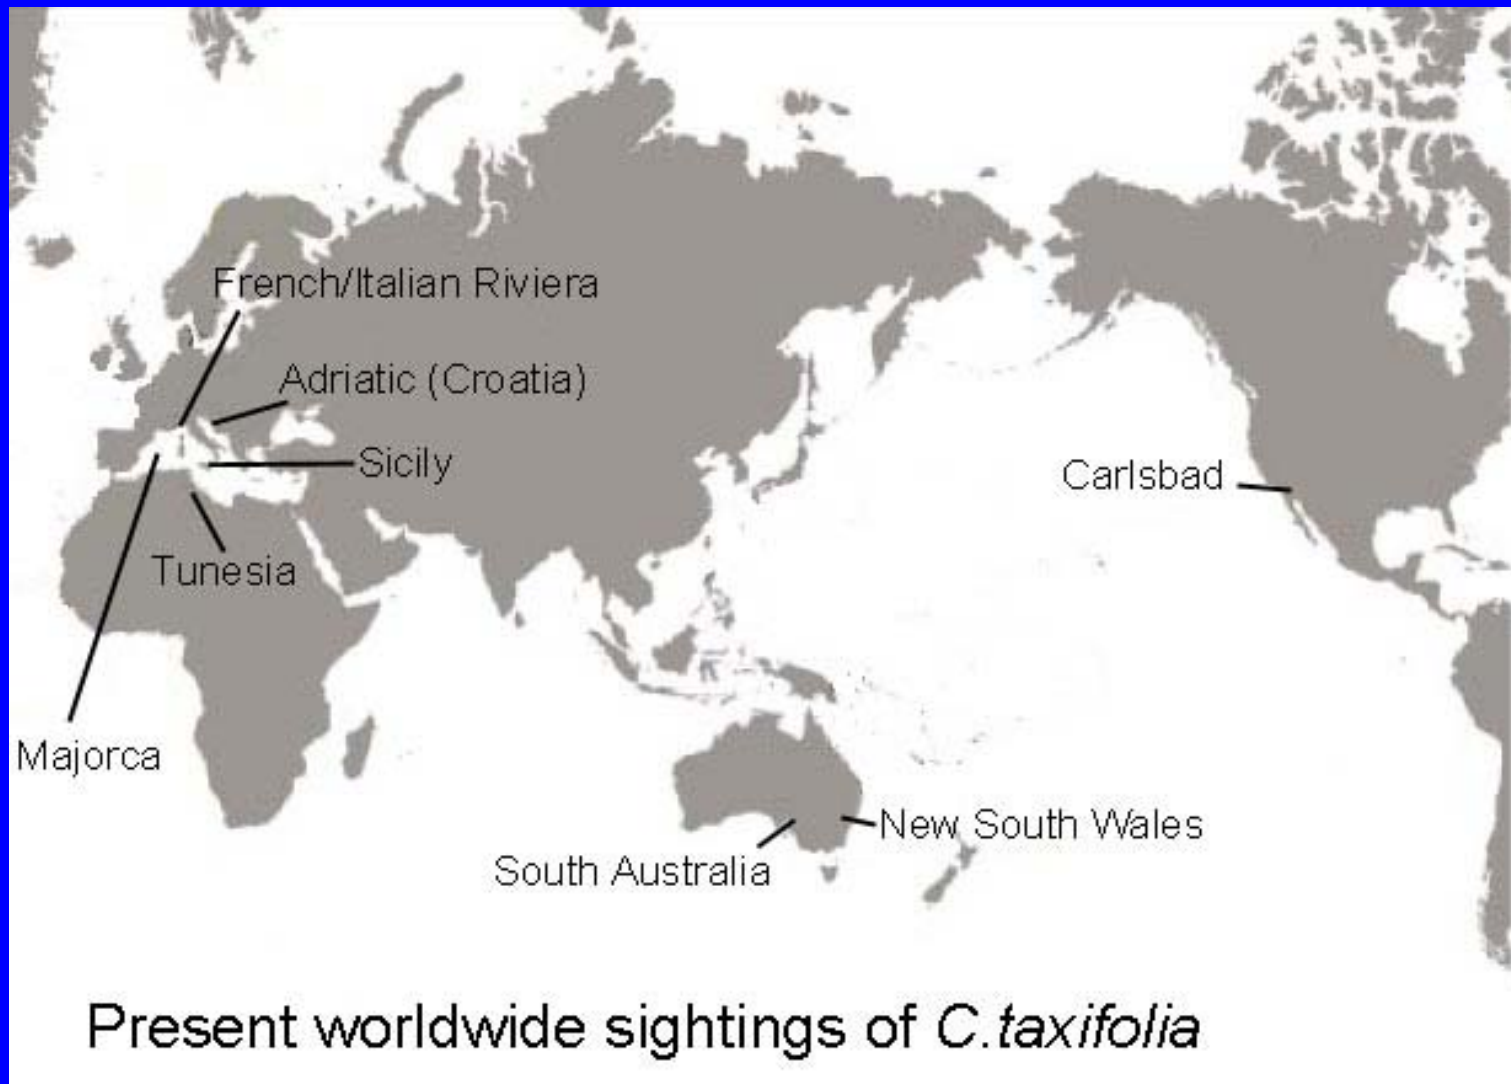 French/Italian Riviera
Adriatic (Croatia)
Sicily
Carlsbad
Tunesia
Majorca
New South Wales
South Australia
Present worldwide sightings of C.taxifolia